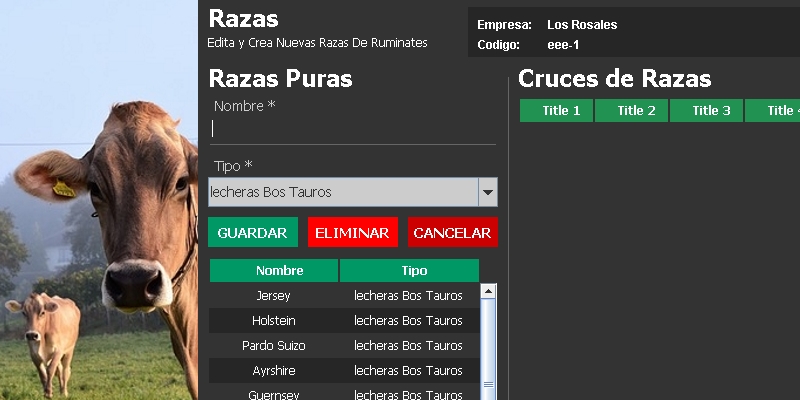 Razas
Edita y Crea Nuevas Razas De Ruminates
Empresa: Los Rosales
Codigo: eee-1
Razas Puras
Nombre *
Tipo *
lecheras Bos Tauros
GUARDAR ELIMINAR CANCELAR
Nombre Tipo
Jersey lecheras Bos Tauros
Holstein lecheras Bos Tauros
Pardo Suizo lecheras Bos Tauros
Ayrshire lecheras Bos Tauros
Guernsey lecheras Bos Tauros
Cruces de Razas
Title 1 Title 2 Title 3 Title 4